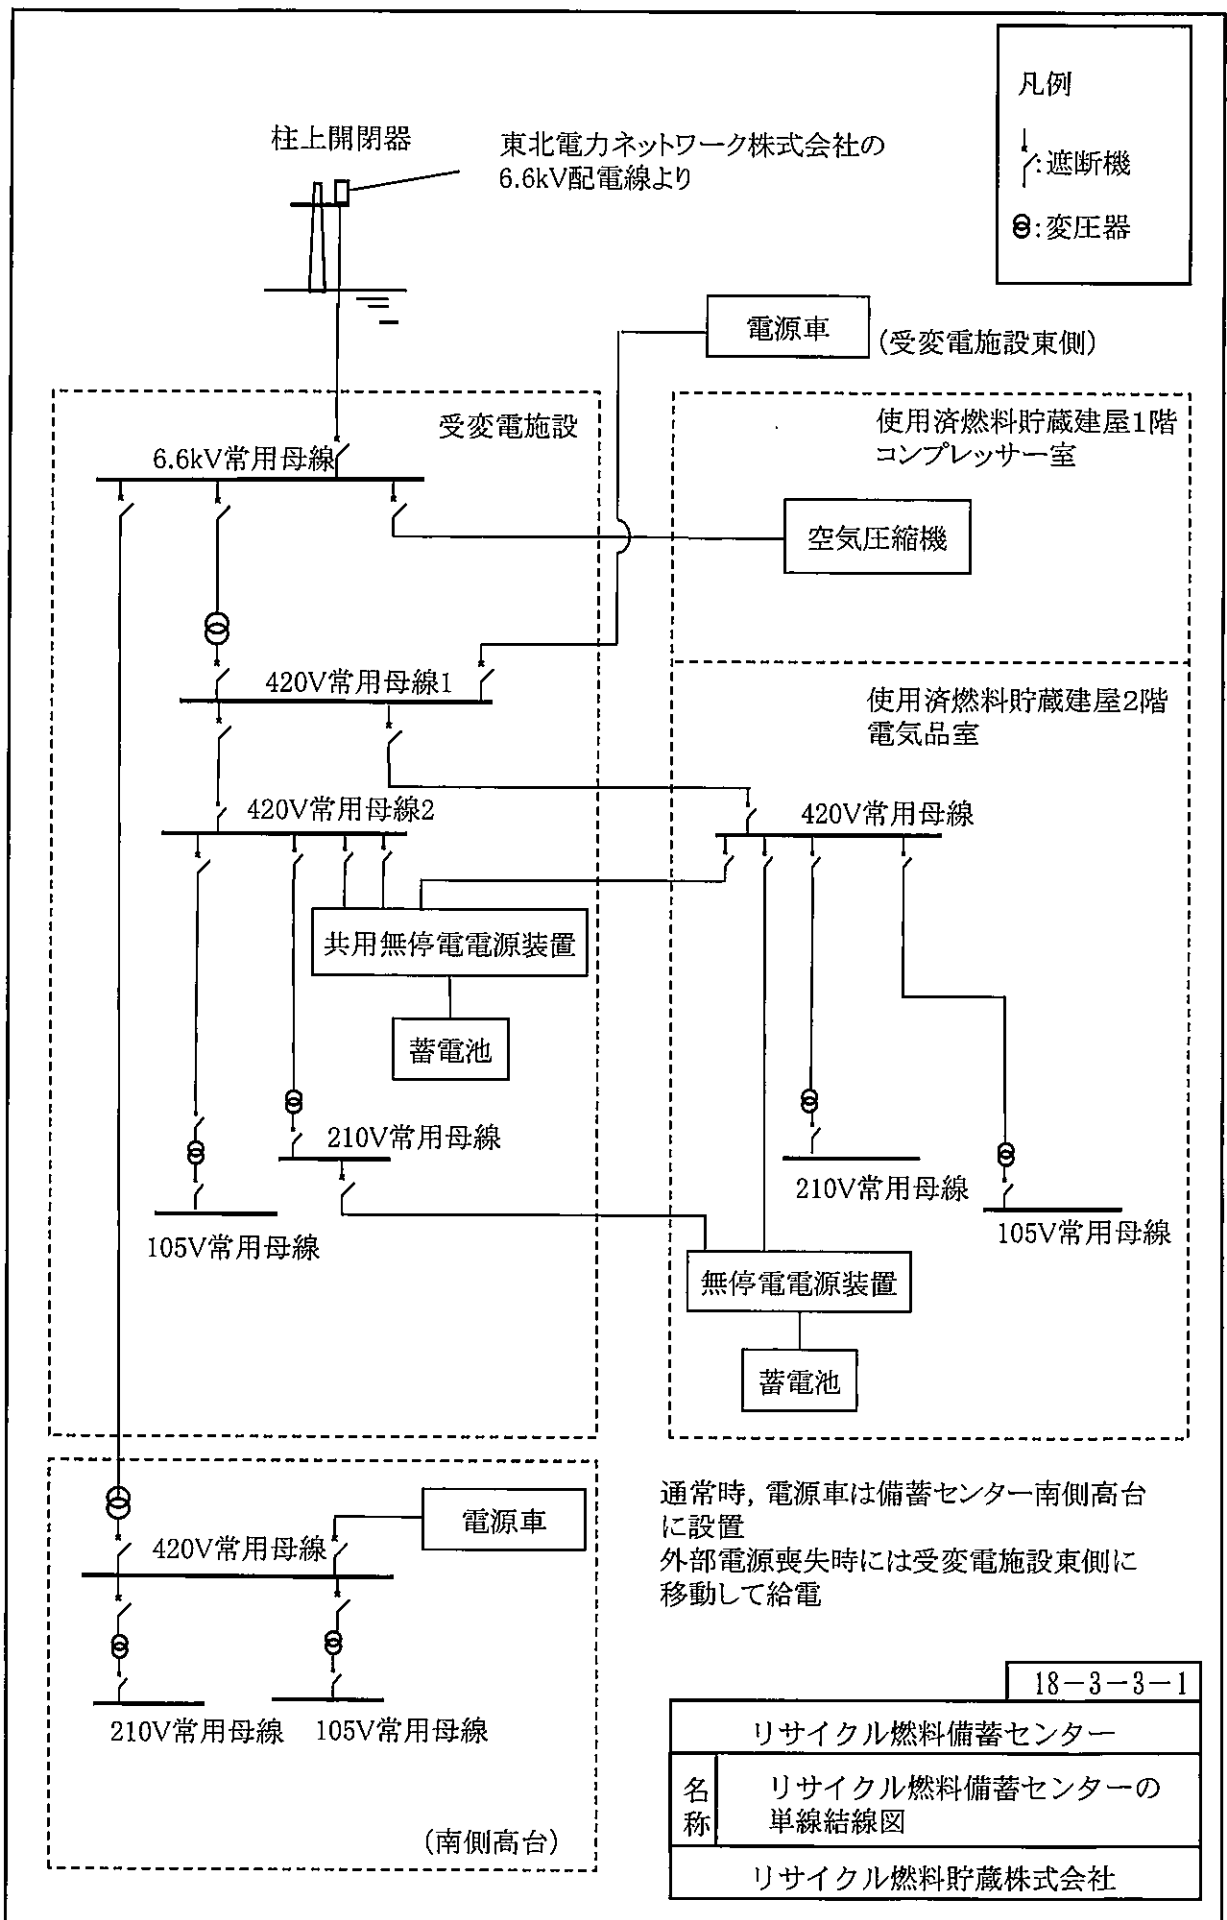 凡例
:遮断機
:変圧器
柱上開閉器
東北電力ネットワーク株式会社の
6.6kV配電線より
電源車
(受変電施設東側)
受変電施設
6.6kV常用母線
使用済燃料貯蔵建屋1階
コンプレッサー室
空気圧縮機
420V常用母線1
使用済燃料貯蔵建屋2階
電気品室
420V常用母線2
420V常用母線
共用無停電電源装置
蓄電池
210V常用母線
105V常用母線
210V常用母線
105V常用母線
無停電電源装置
蓄電池
電源車
420V常用母線
210V常用母線
105V常用母線
(南側高台)
通常時, 電源車は備蓄センター南側高台
に設置
外部電源喪失時には受変電施設東側に
移動して給電
18-3-3-1
リサイクル燃料備蓄センター
名称
リサイクル燃料備蓄センターの
単線結線図
リサイクル燃料貯蔵株式会社